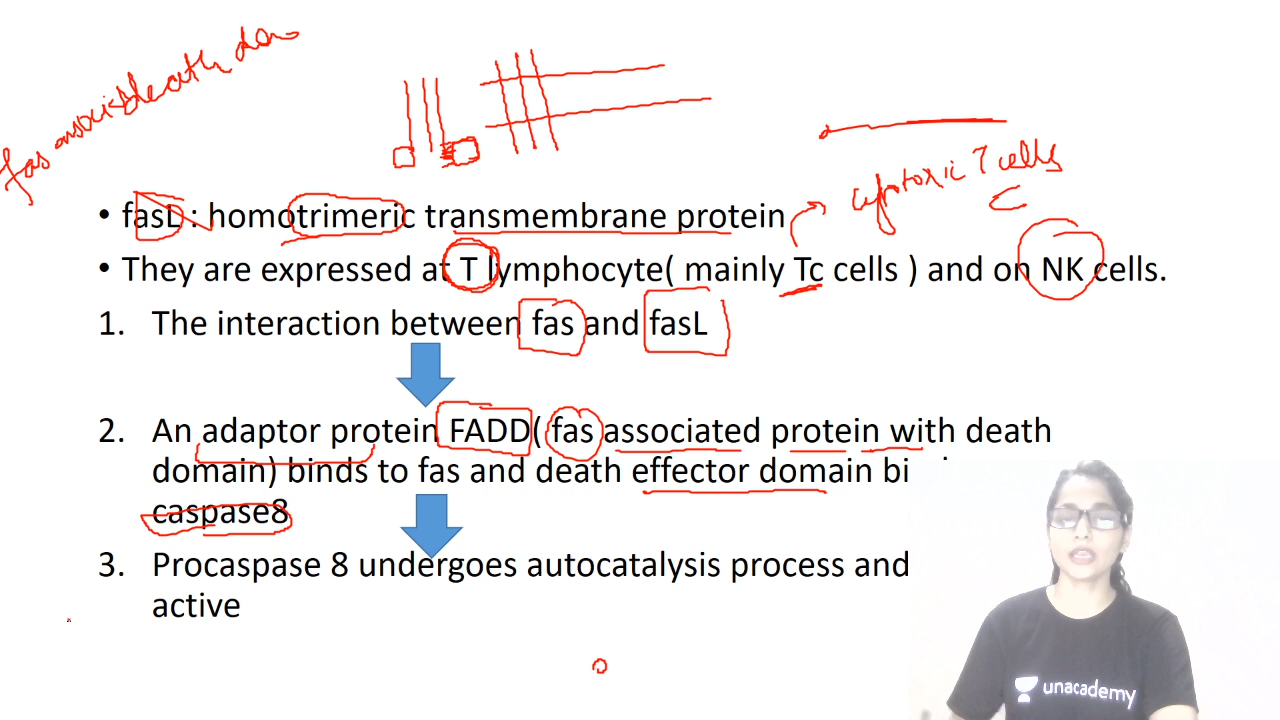 fas associated death dom
cytotoxic T cells
• fasL : homotrimeric transmembrane protein
• They are expressed at T lymphocyte( mainly Tc cells ) and on NK cells.
1. The interaction between fas and fasL
2. An adaptor protein FADD( fas associated protein with death
domain) binds to fas and death effector domain bi
caspase8
3. Procaspase 8 undergoes autocatalysis process and
active
unacademy